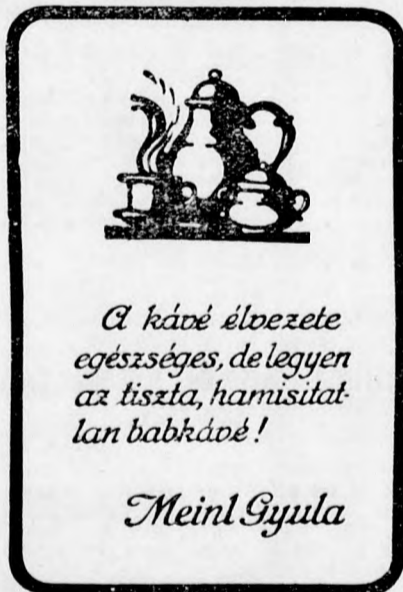 A kávé élvezete
egészséges, de legyen
az tiszta, hamisitat-
lan babkávé!
Meinl Gyula